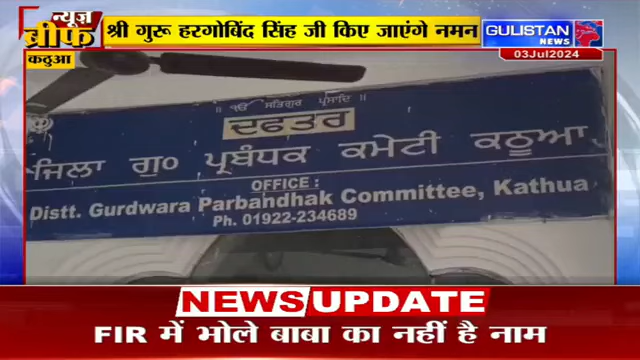 न्यूज़
ब्रीफ
कठुआ
श्री गुरू हरगोबिंद सिंह जी किए जाएंगे नमन
GULISTAN
NEWS
03Jul2024
॥ ੴ ਸਤਿਗੁਰ ਪ੍ਰਸਾਦਿ ॥
ਦਫਤਰ
ਜਿਲਾ ਗੁ० ਪ੍ਰਬੰਧਕ ਕਮੇਟੀ ਕਠੂਆ
OFFICE :
Distt. Gurdwara Parbandhak Committee, Kathua
Ph. 01922-234689
NEWS UPDATE
FIR में भोले बाबा का नहीं है नाम